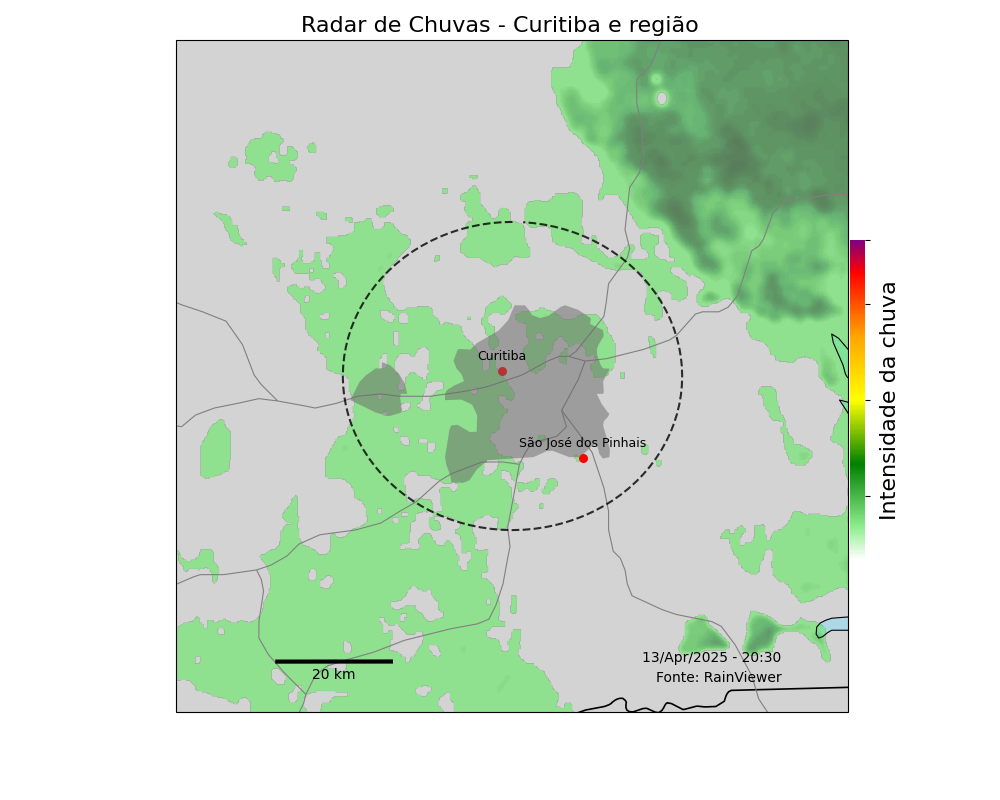 Radar de Chuvas - Curitiba e região
Curitiba
São José dos Pinhais
Intensidade da chuva
20 km
13/Apr/2025 - 20:30
Fonte: RainViewer